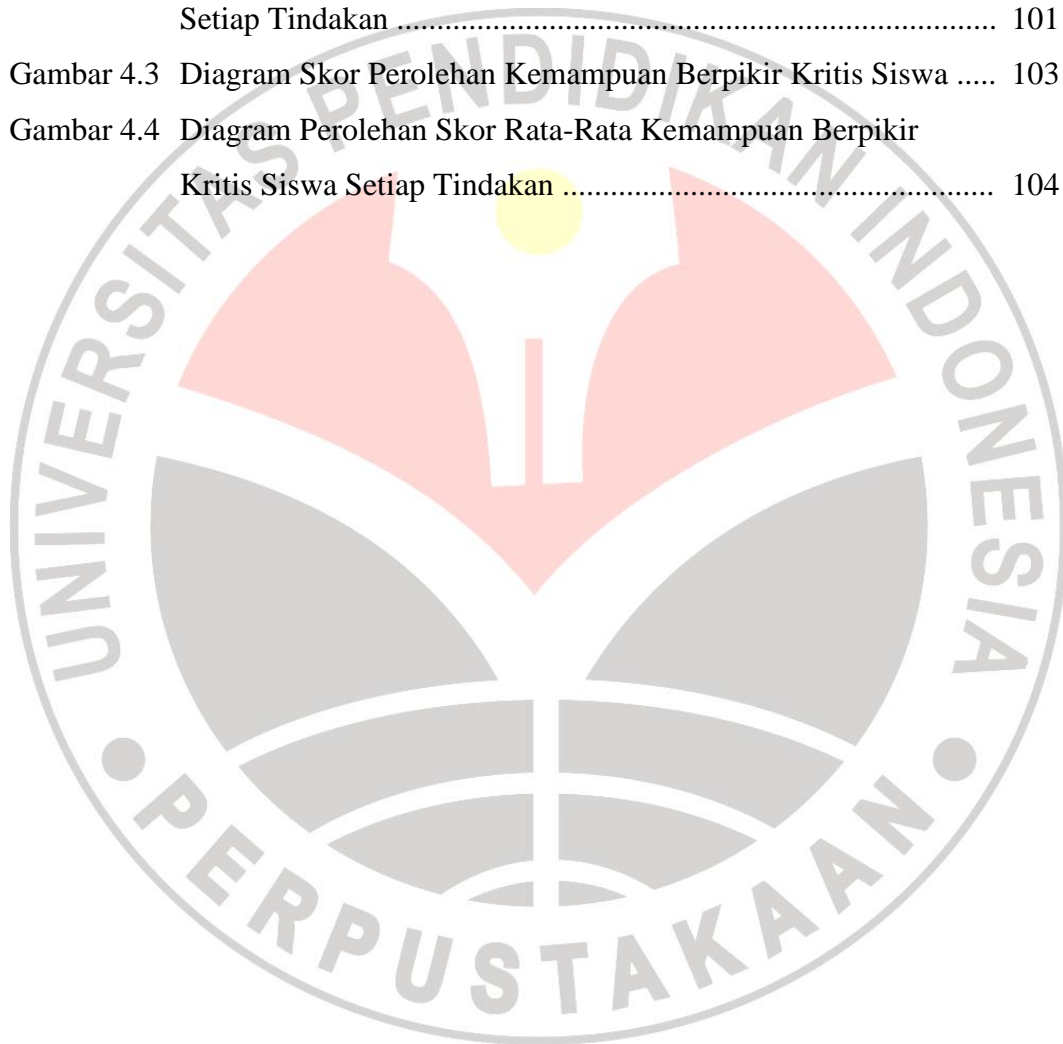 Setiap Tindakan ........................................................................... 101
Gambar 4.3 Diagram Skor Perolehan Kemampuan Berpikir Kritis Siswa ..... 103
Gambar 4.4 Diagram Perolehan Skor Rata-Rata Kemampuan Berpikir
Kritis Siswa Setiap Tindakan ...................................................... 104
UNIVERSITAS PENDIDIKAN INDONESIA
PERPUSTAKAAN